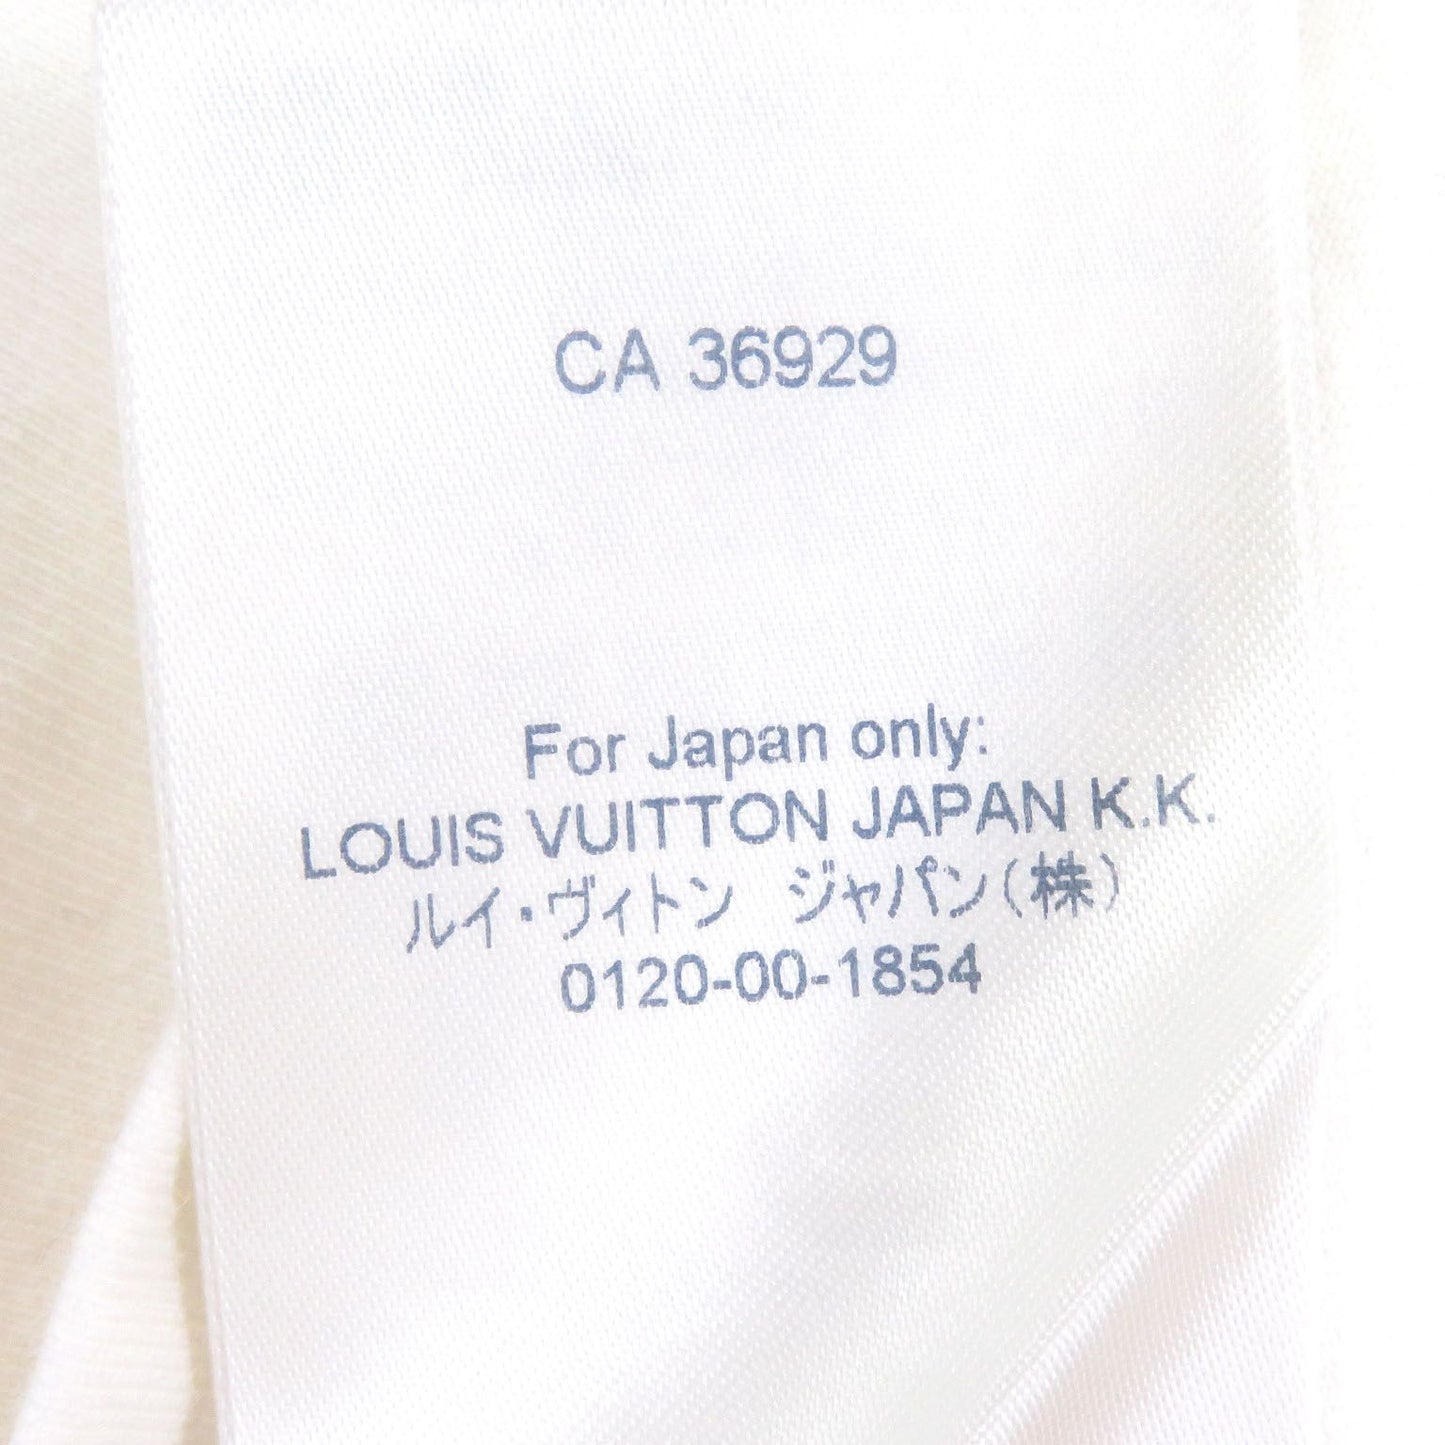 CA 36929
For Japan only:
LOUIS VUITTON JAPAN K.K.
ルイ・ヴィトン ジャパン(株)
0120-00-1854